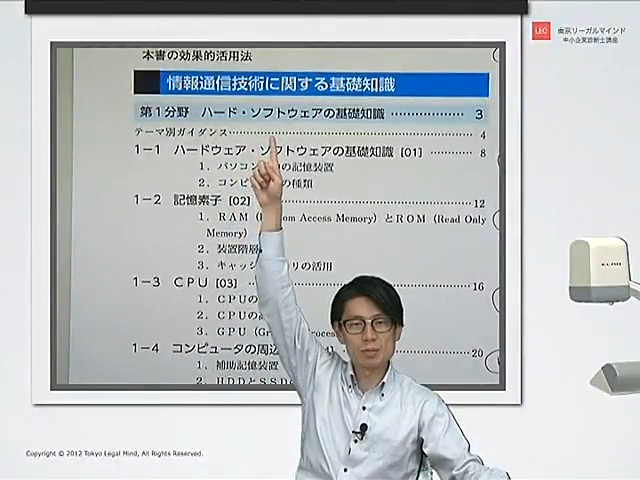 LEC 東京リーガルマインド
中小企業診断士講座
本書の効果的活用法
情報通信技術に関する基礎知識
第1分野 ハード・ソフトウェアの基礎知識 3
テーマ別ガイダンス 4
1-1 ハードウェア・ソフトウェアの基礎知識 [01] 8
1. パソコン の記憶装置
2. コンピ の種類
1-2 記憶素子 [02] 12
1. RAM ( om Access Memory) とROM (Read Only
Memory)
2. 装置階層
3. キャッシ リの活用
1-3 CPU [03] 16
1. CPUの
2. CPUの
3. GPU (Gr rocess
1-4 コンピュータの周辺 4] 20
1. 補助記憶装置
2. HDDとSSDの
ELMO
Copyright © 2012 Tokyo Legal Mind, All Rights Reserved.